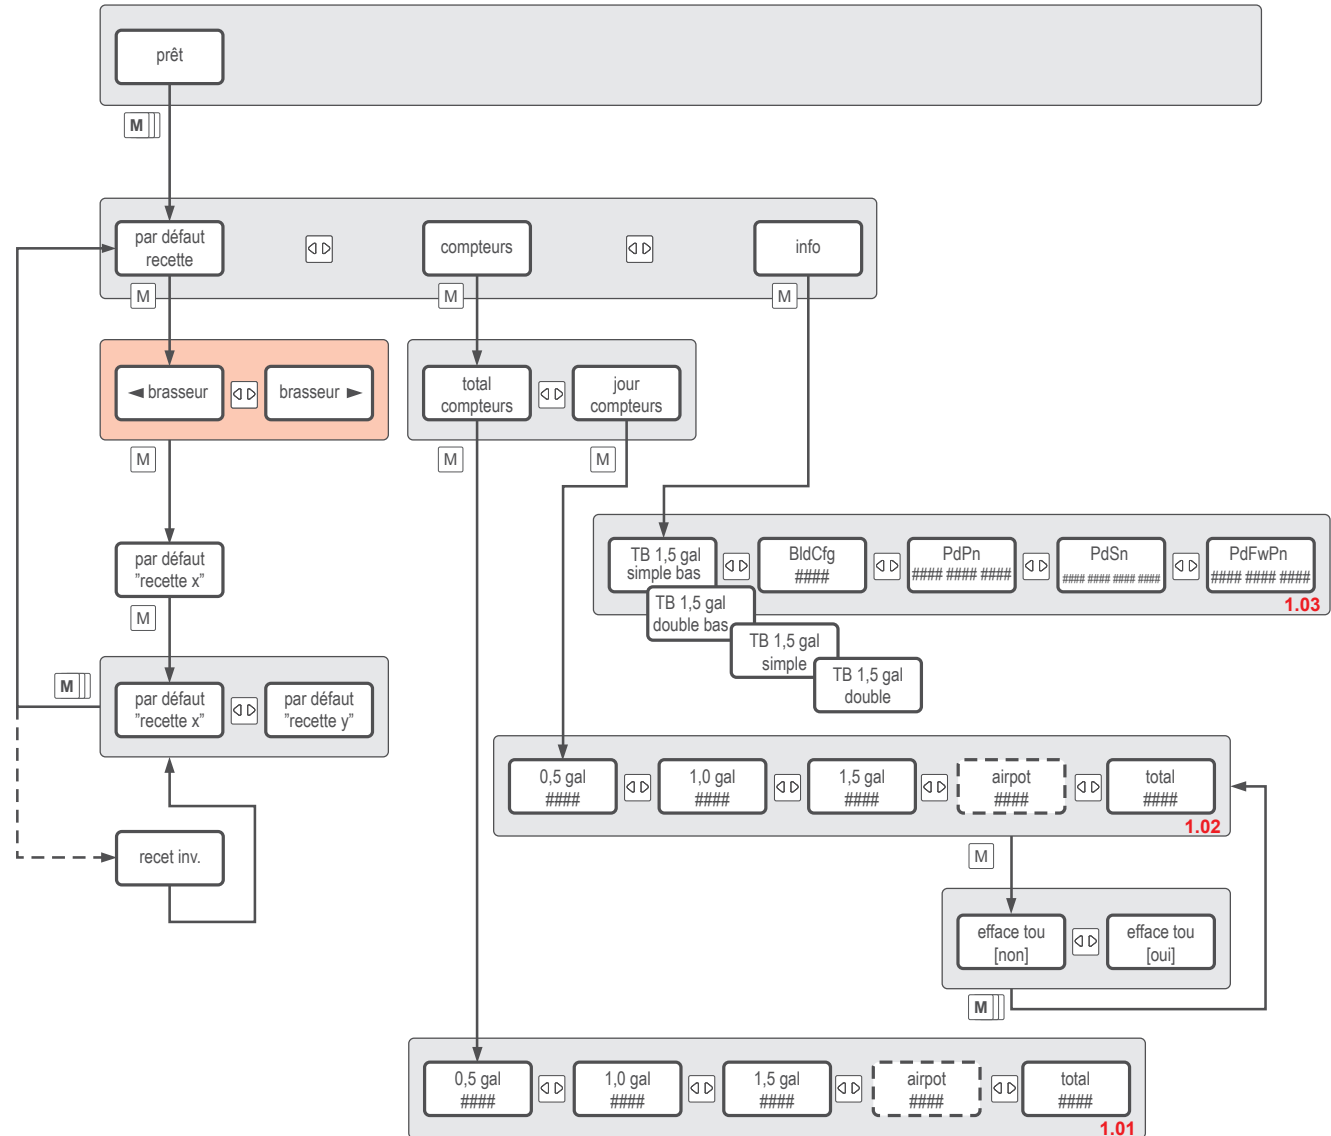 prêt
M
par défaut
recette
compteurs
info
M
M
M
◄ brasseur
brasseur ►
total
compteurs
jour
compteurs
M
M
M
par défaut
"recette x"
M
TB 1,5 gal
simple bas
BldCfg
####
PdPn
#### #### ####
PdSn
#### #### #### ####
PdFwPn
#### #### ####
1.03
TB 1,5 gal
double bas
TB 1,5 gal
simple
TB 1,5 gal
double
M
par défaut
"recette x"
par défaut
"recette y"
0,5 gal
####
1,0 gal
####
1,5 gal
####
airpot
####
total
####
1.02
recet inv.
M
efface tou
[non]
efface tou
[oui]
M
0,5 gal
####
1,0 gal
####
1,5 gal
####
airpot
####
total
####
1.01